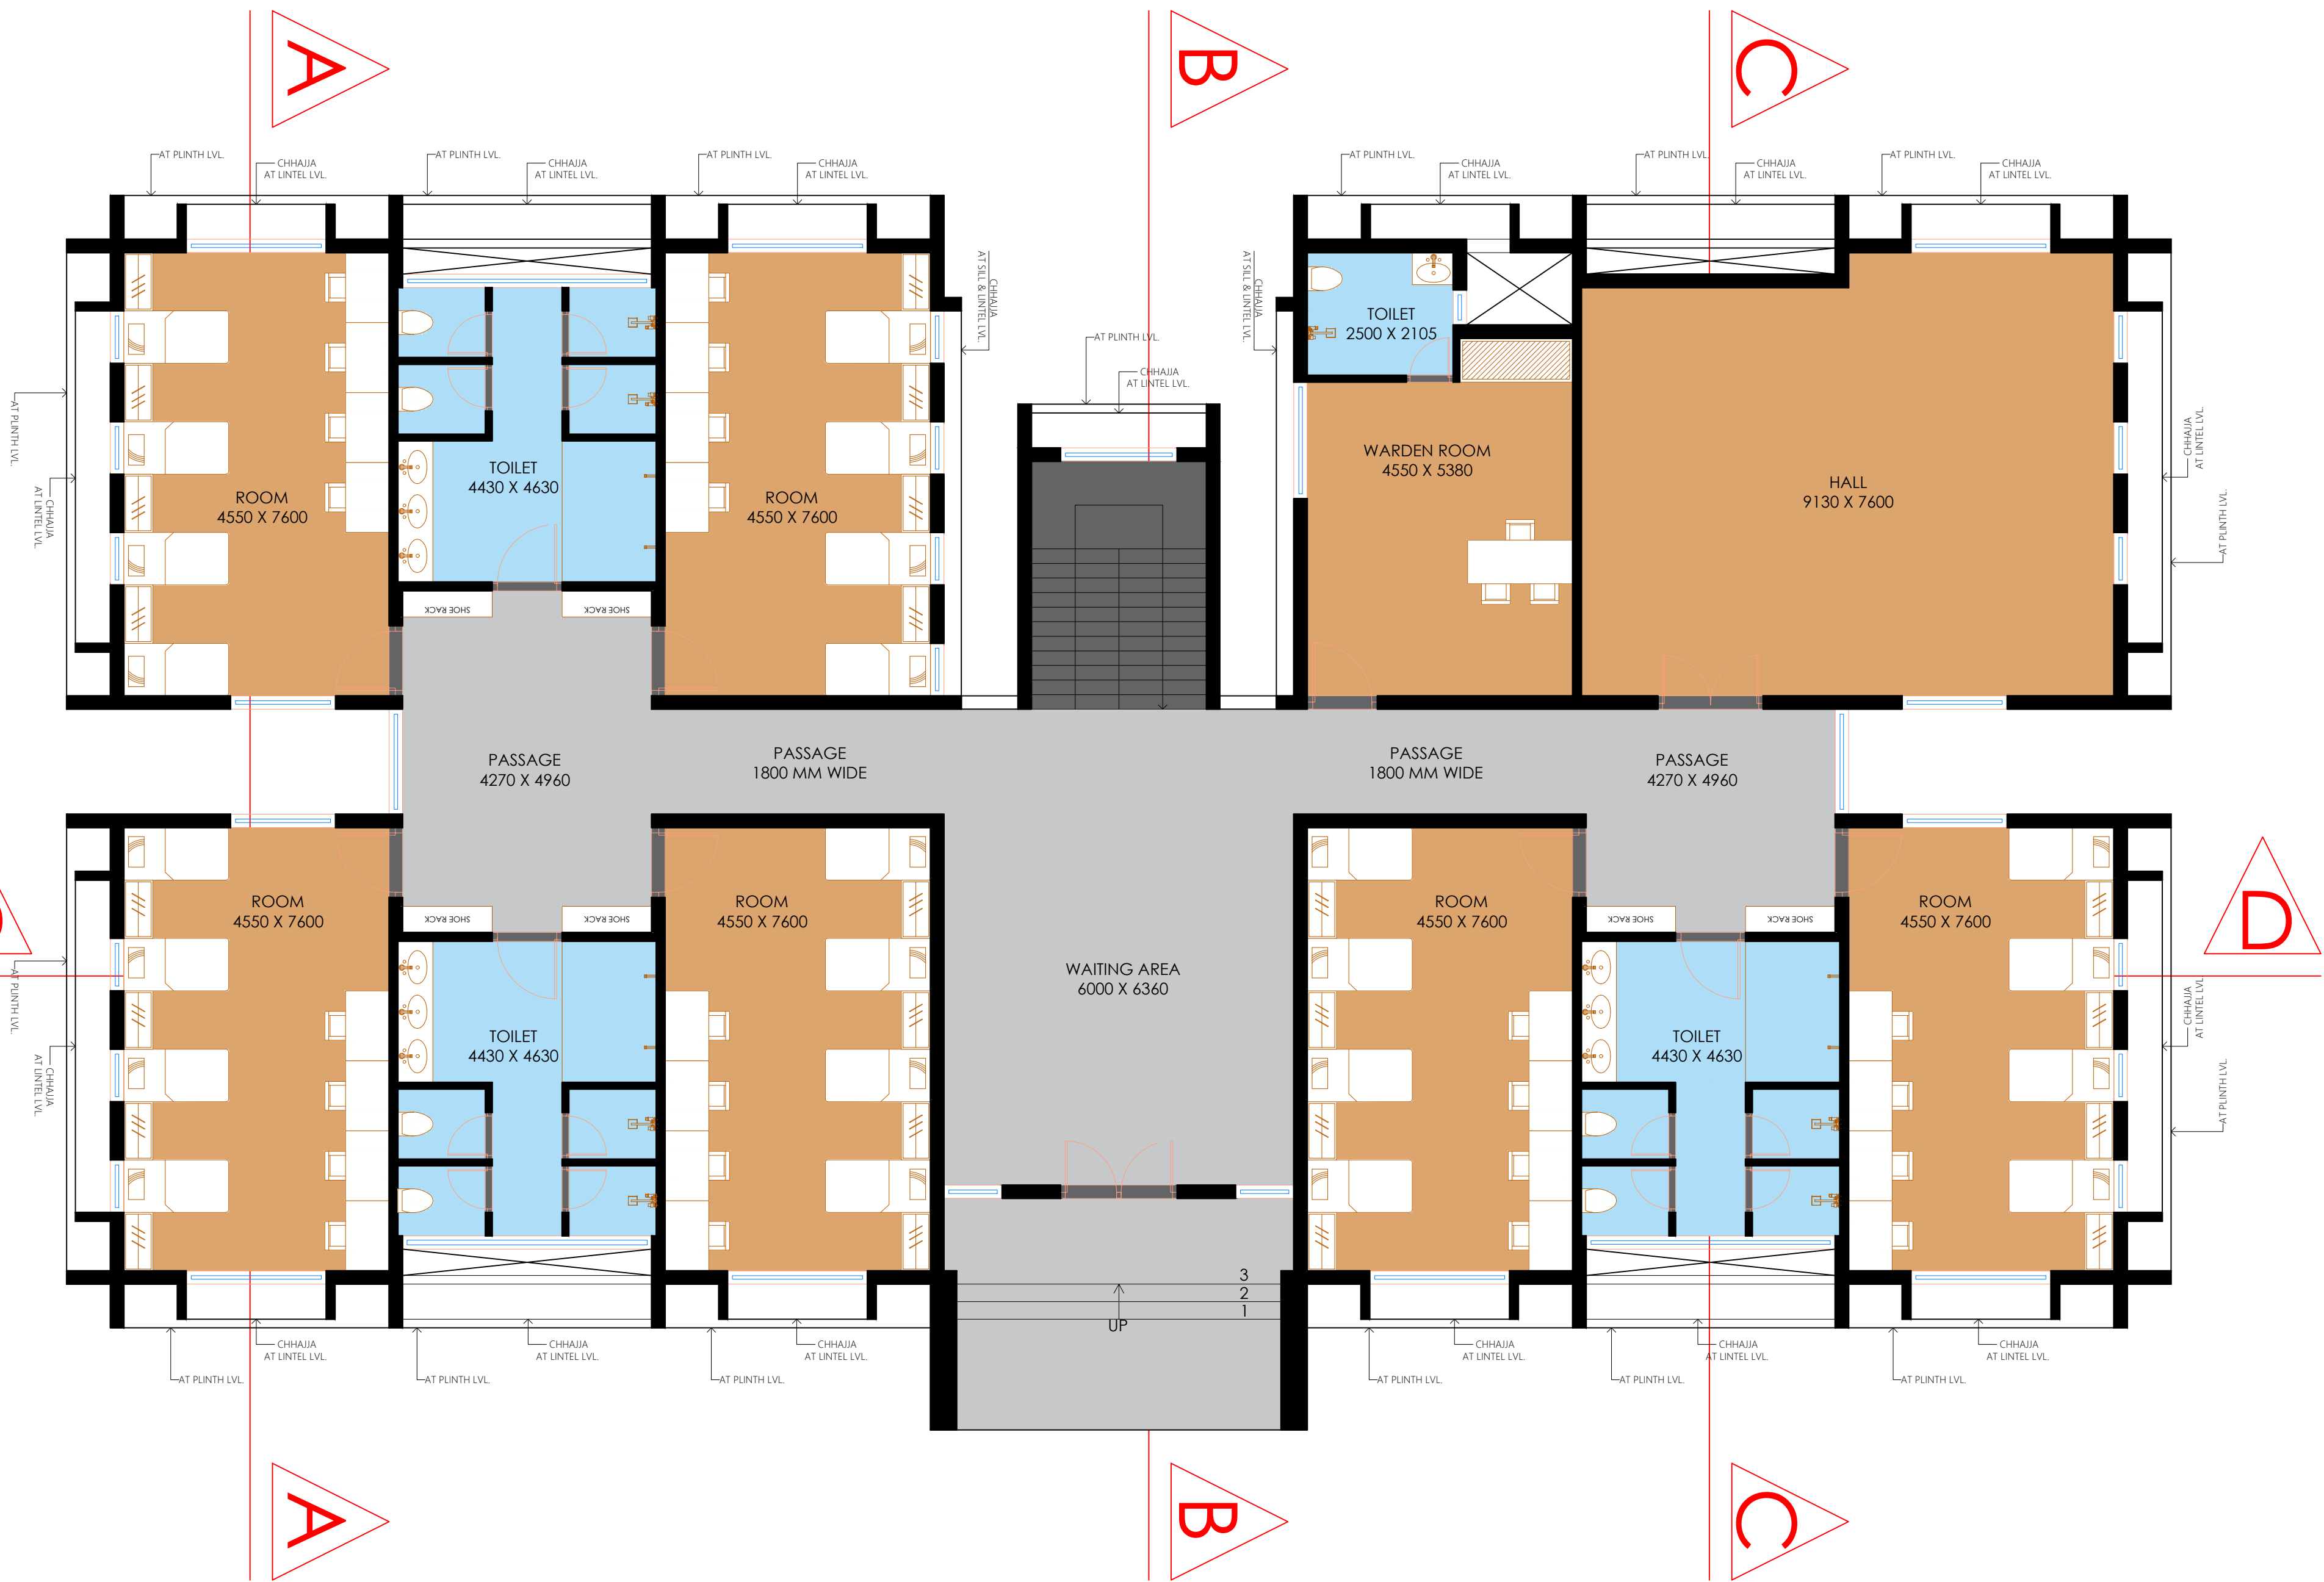 A
B
C
AT PLINTH LVL.
CHHAJJA
AT LINTEL LVL.
AT PLINTH LVL.
CHHAJJA
AT LINTEL LVL.
AT PLINTH LVL.
CHHAJJA
AT LINTEL LVL.
AT PLINTH LVL.
CHHAJJA
AT LINTEL LVL.
AT PLINTH LVL.
CHHAJJA
AT LINTEL LVL.
AT PLINTH LVL.
CHHAJJA
AT LINTEL LVL.
CHHAJJA
AT SILL & LINTEL LVL.
CHHAJJA
AT SILL & LINTEL LVL.
AT PLINTH LVL.
CHHAJJA
AT LINTEL LVL.
AT PLINTH LVL.
CHHAJJA
AT LINTEL LVL.
CHHAJJA
AT LINTEL LVL.
AT PLINTH LVL.
TOILET
2500 X 2105
ROOM
4550 X 7600
TOILET
4430 X 4630
ROOM
4550 X 7600
WARDEN ROOM
4550 X 5380
HALL
9130 X 7600
SHOE RACK
SHOE RACK
PASSAGE
4270 X 4960
PASSAGE
1800 MM WIDE
PASSAGE
1800 MM WIDE
PASSAGE
4270 X 4960
ROOM
4550 X 7600
ROOM
4550 X 7600
ROOM
4550 X 7600
ROOM
4550 X 7600
SHOE RACK
SHOE RACK
SHOE RACK
SHOE RACK
D
WAITING AREA
6000 X 6360
TOILET
4430 X 4630
TOILET
4430 X 4630
AT PLINTH LVL.
CHHAJJA
AT LINTEL LVL.
CHHAJJA
AT LINTEL LVL.
AT PLINTH LVL.
3
2
1
UP
CHHAJJA
AT LINTEL LVL.
AT PLINTH LVL.
CHHAJJA
AT LINTEL LVL.
AT PLINTH LVL.
CHHAJJA
AT LINTEL LVL.
AT PLINTH LVL.
CHHAJJA
AT LINTEL LVL.
AT PLINTH LVL.
CHHAJJA
AT LINTEL LVL.
AT PLINTH LVL.
CHHAJJA
AT LINTEL LVL.
AT PLINTH LVL.
A
B
C